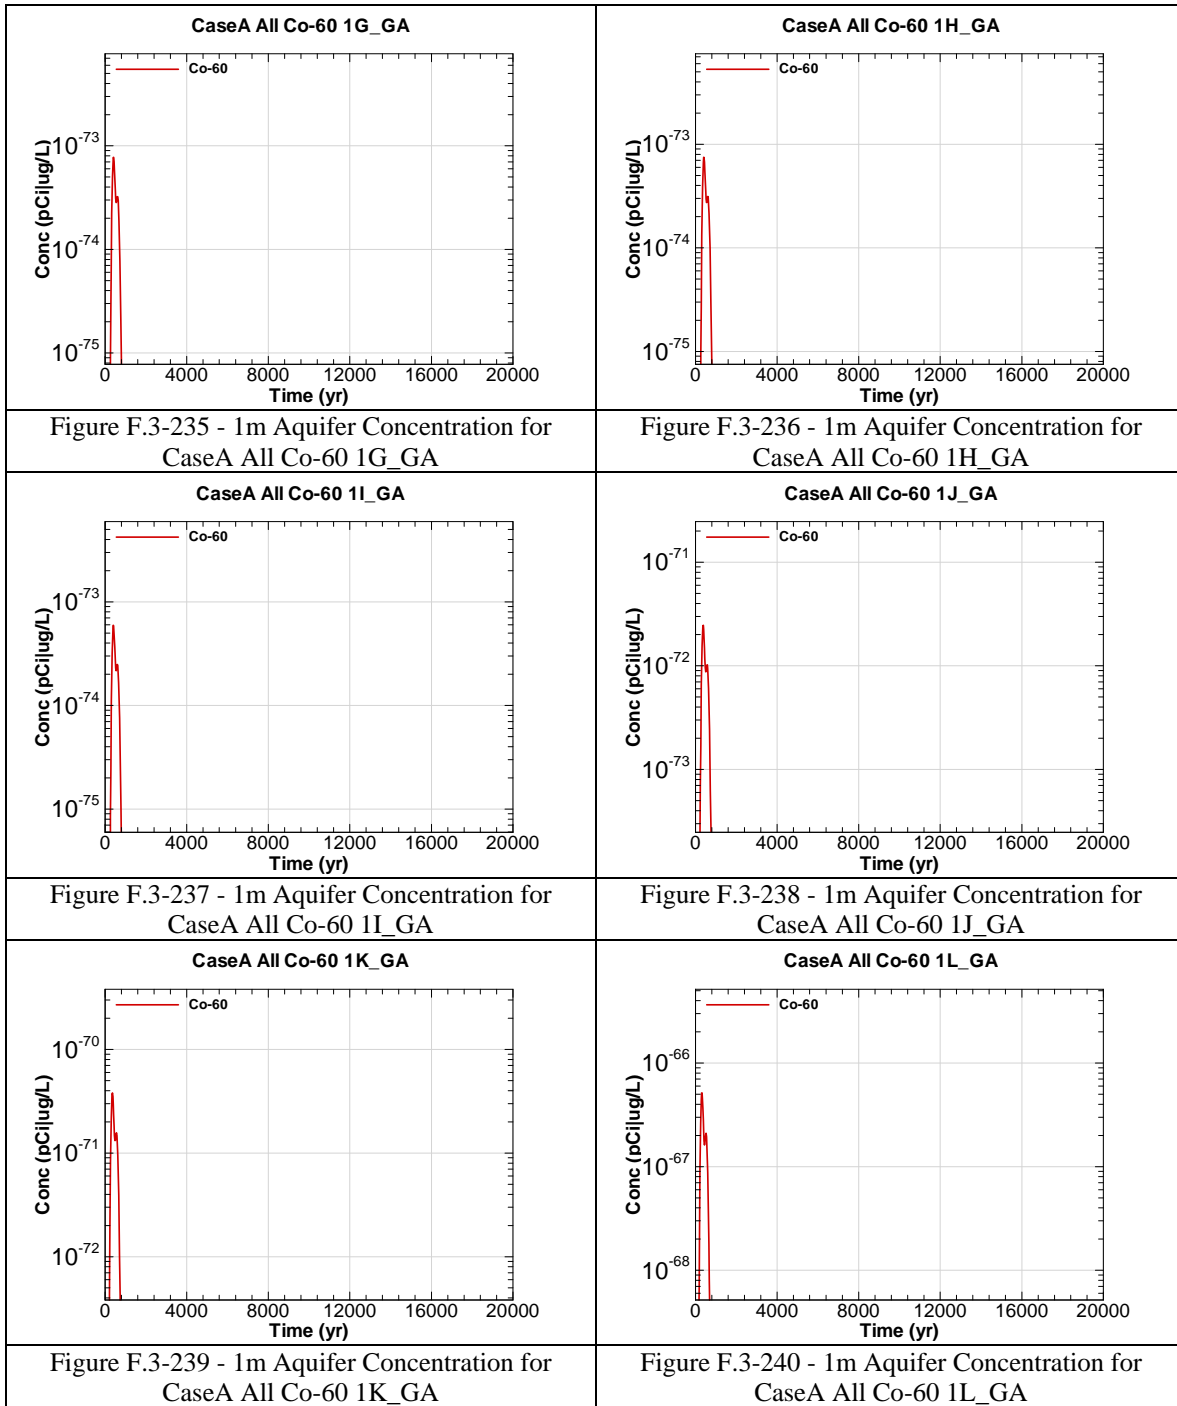 CaseA All Co-60 1G_GA
Co-60
Conc (pCi|ug/L)
10-73
10-74
10-75
0 4000 8000 12000 16000 20000
Time (yr)
Figure F.3-235 - 1m Aquifer Concentration for
CaseA All Co-60 1G_GA
CaseA All Co-60 1H_GA
Co-60
Conc (pCi|ug/L)
10-73
10-74
10-75
0 4000 8000 12000 16000 20000
Time (yr)
Figure F.3-236 - 1m Aquifer Concentration for
CaseA All Co-60 1H_GA
CaseA All Co-60 1I_GA
Co-60
Conc (pCi|ug/L)
10-73
10-74
10-75
0 4000 8000 12000 16000 20000
Time (yr)
Figure F.3-237 - 1m Aquifer Concentration for
CaseA All Co-60 1I_GA
CaseA All Co-60 1J_GA
Co-60
Conc (pCi|ug/L)
10-71
10-72
10-73
0 4000 8000 12000 16000 20000
Time (yr)
Figure F.3-238 - 1m Aquifer Concentration for
CaseA All Co-60 1J_GA
CaseA All Co-60 1K_GA
Co-60
Conc (pCi|ug/L)
10-70
10-71
10-72
0 4000 8000 12000 16000 20000
Time (yr)
Figure F.3-239 - 1m Aquifer Concentration for
CaseA All Co-60 1K_GA
CaseA All Co-60 1L_GA
Co-60
Conc (pCi|ug/L)
10-66
10-67
10-68
0 4000 8000 12000 16000 20000
Time (yr)
Figure F.3-240 - 1m Aquifer Concentration for
CaseA All Co-60 1L_GA